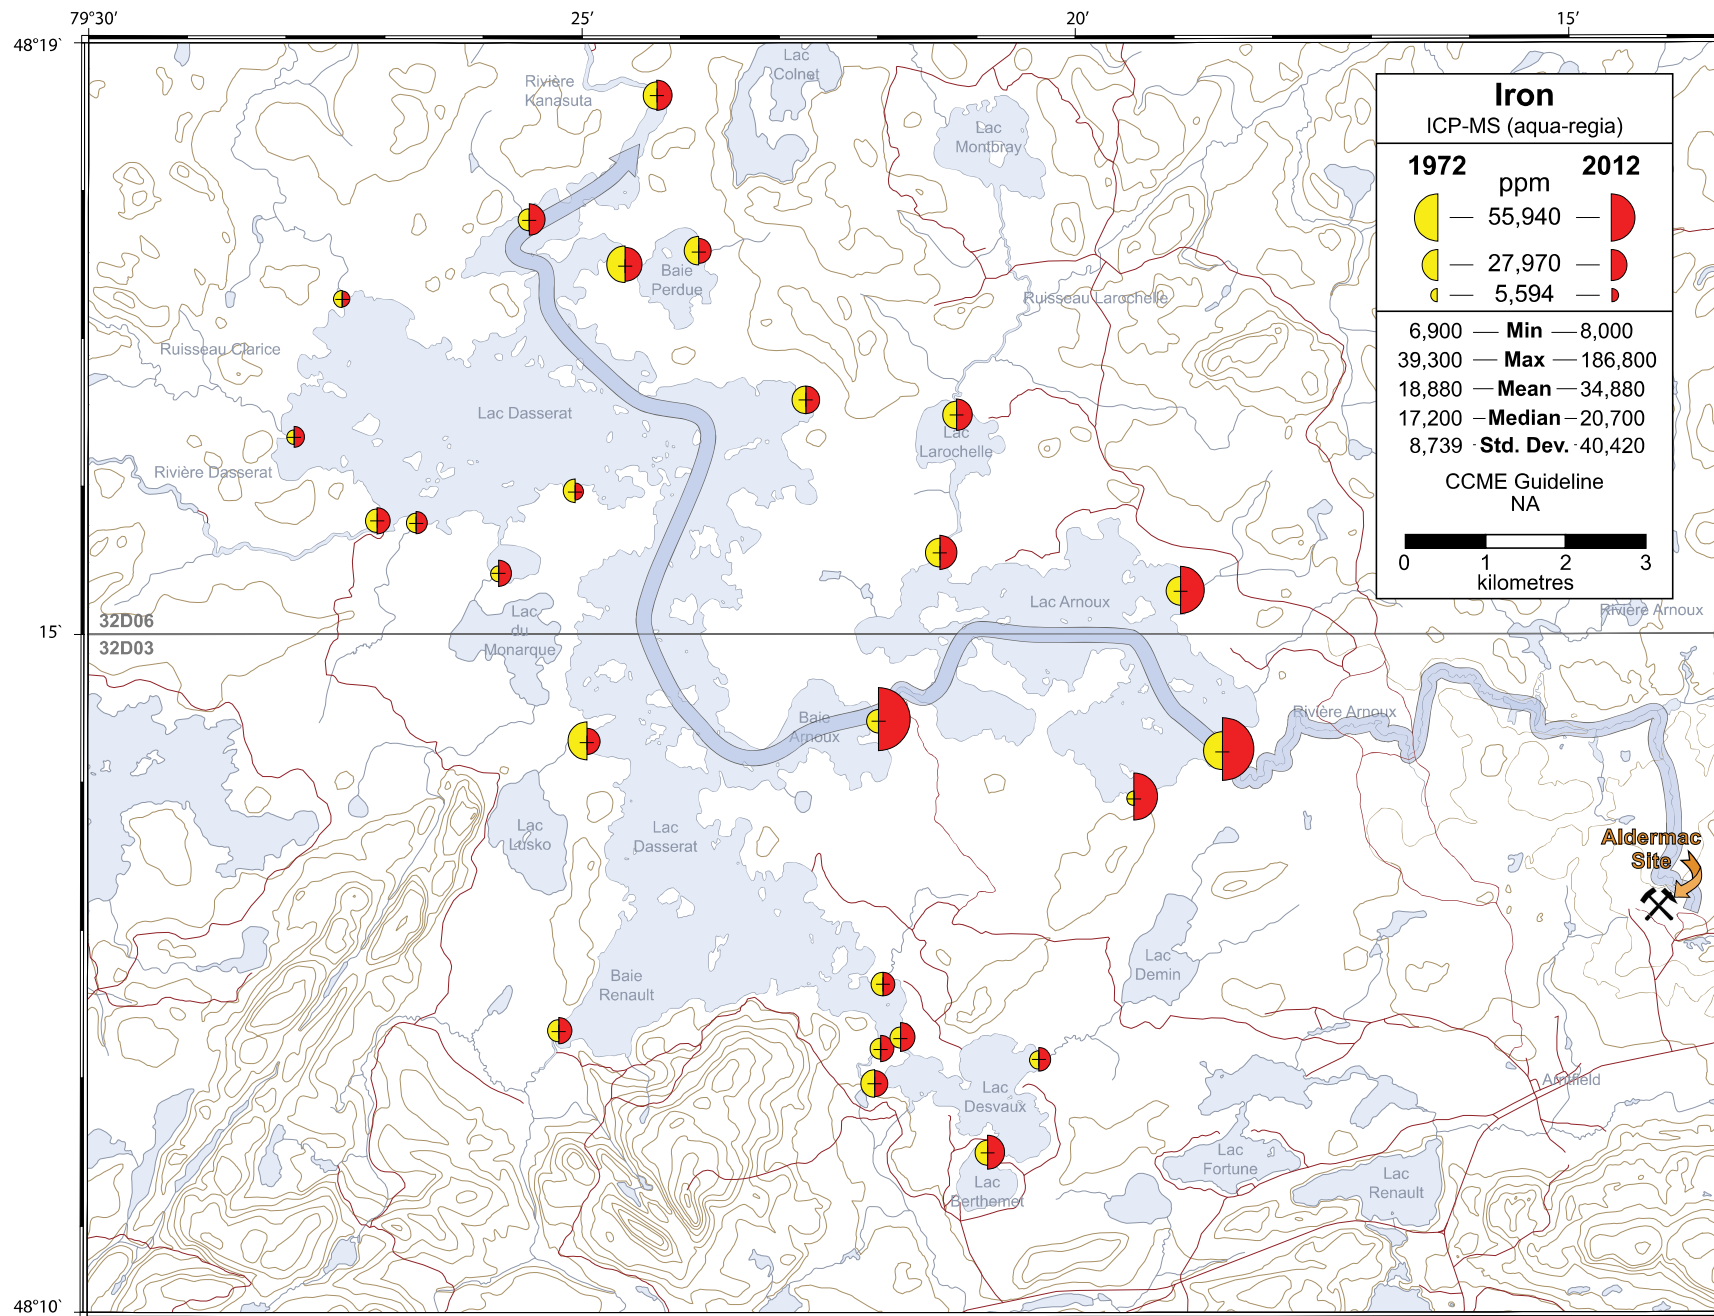 79°30′
25′
20′
15′
48°19`
15`
48°10`
Rivière
Kanasuta
Lac
Colnet
Lac
Montbray
Baie
Perdue
Ruisseau Larochelle
Ruisseau Clarice
Lac Dasserat
Rivière Dasserat
Lac
Larochelle
Lac Arnoux
Rivière Arnoux
32D06
32D03
Lac
du
Monarque
Baie
Arnoux
Rivière Arnoux
Lac
Lusko
Lac
Dasserat
Aldermac
Site
Lac
Demin
Baie
Renault
Lac
Desvaux
Arntfield
Lac
Fortune
Lac
Renault
Lac
Berthemet
Iron
ICP-MS (aqua-regia)
1972 2012
ppm
55,940
27,970
5,594
6,900 — Min — 8,000
39,300 — Max — 186,800
18,880 — Mean — 34,880
17,200 — Median — 20,700
8,739 - Std. Dev. - 40,420
CCME Guideline
NA
0 1 2 3
kilometres